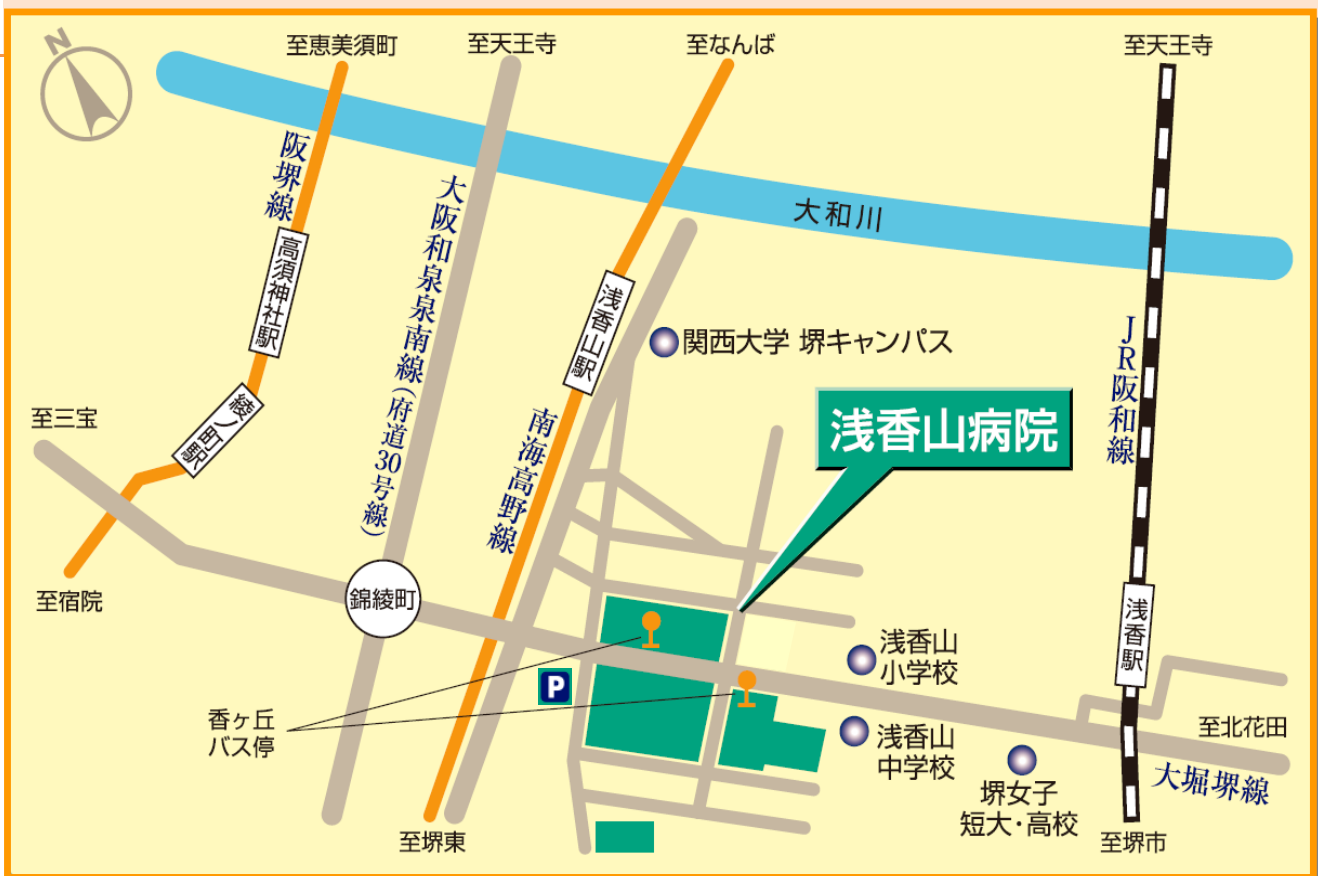 N
至恵美須町
至天王寺
至なんば
至天王寺
阪堺線
大阪和泉泉南線(府道30号線)
大和川
高須神社駅
浅香山駅
関西大学 堺キャンパス
JR阪和線
綾ノ町駅
至三宝
南海高野線
浅香山病院
至宿院
錦綾町
浅香駅
浅香山
小学校
P
香ヶ丘
バス停
浅香山
中学校
至北花田
大堀堺線
堺女子
短大・高校
至堺東
至堺市